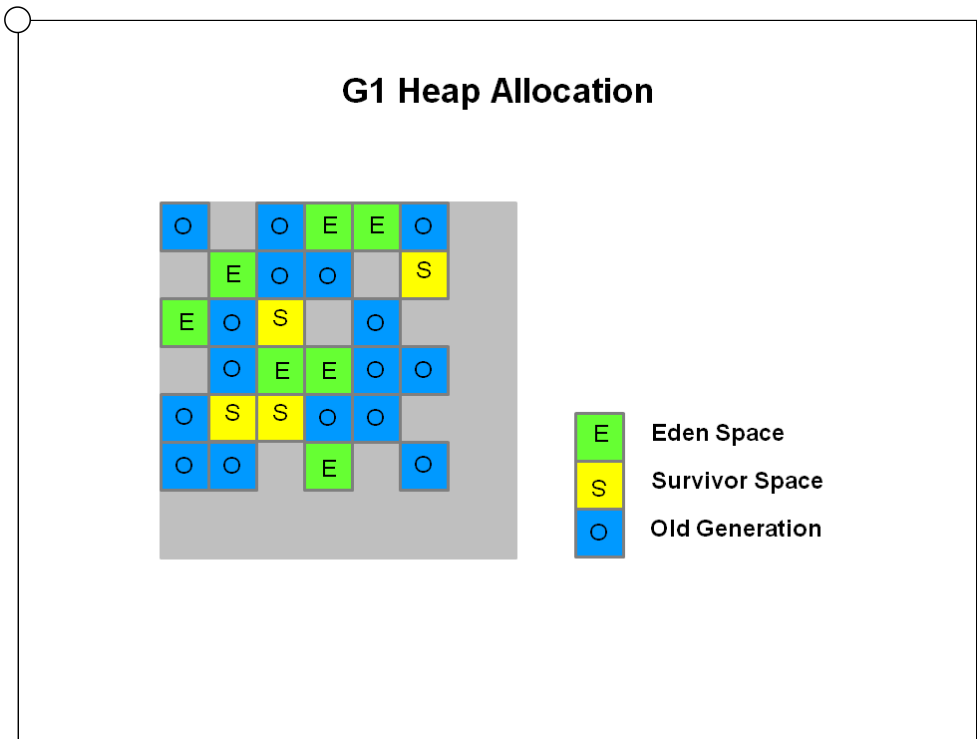 G1 Heap Allocation
O O E E O
E O O S
E O S O
O E E O O
O S S O O
O O E O
E Eden Space
S Survivor Space
O Old Generation